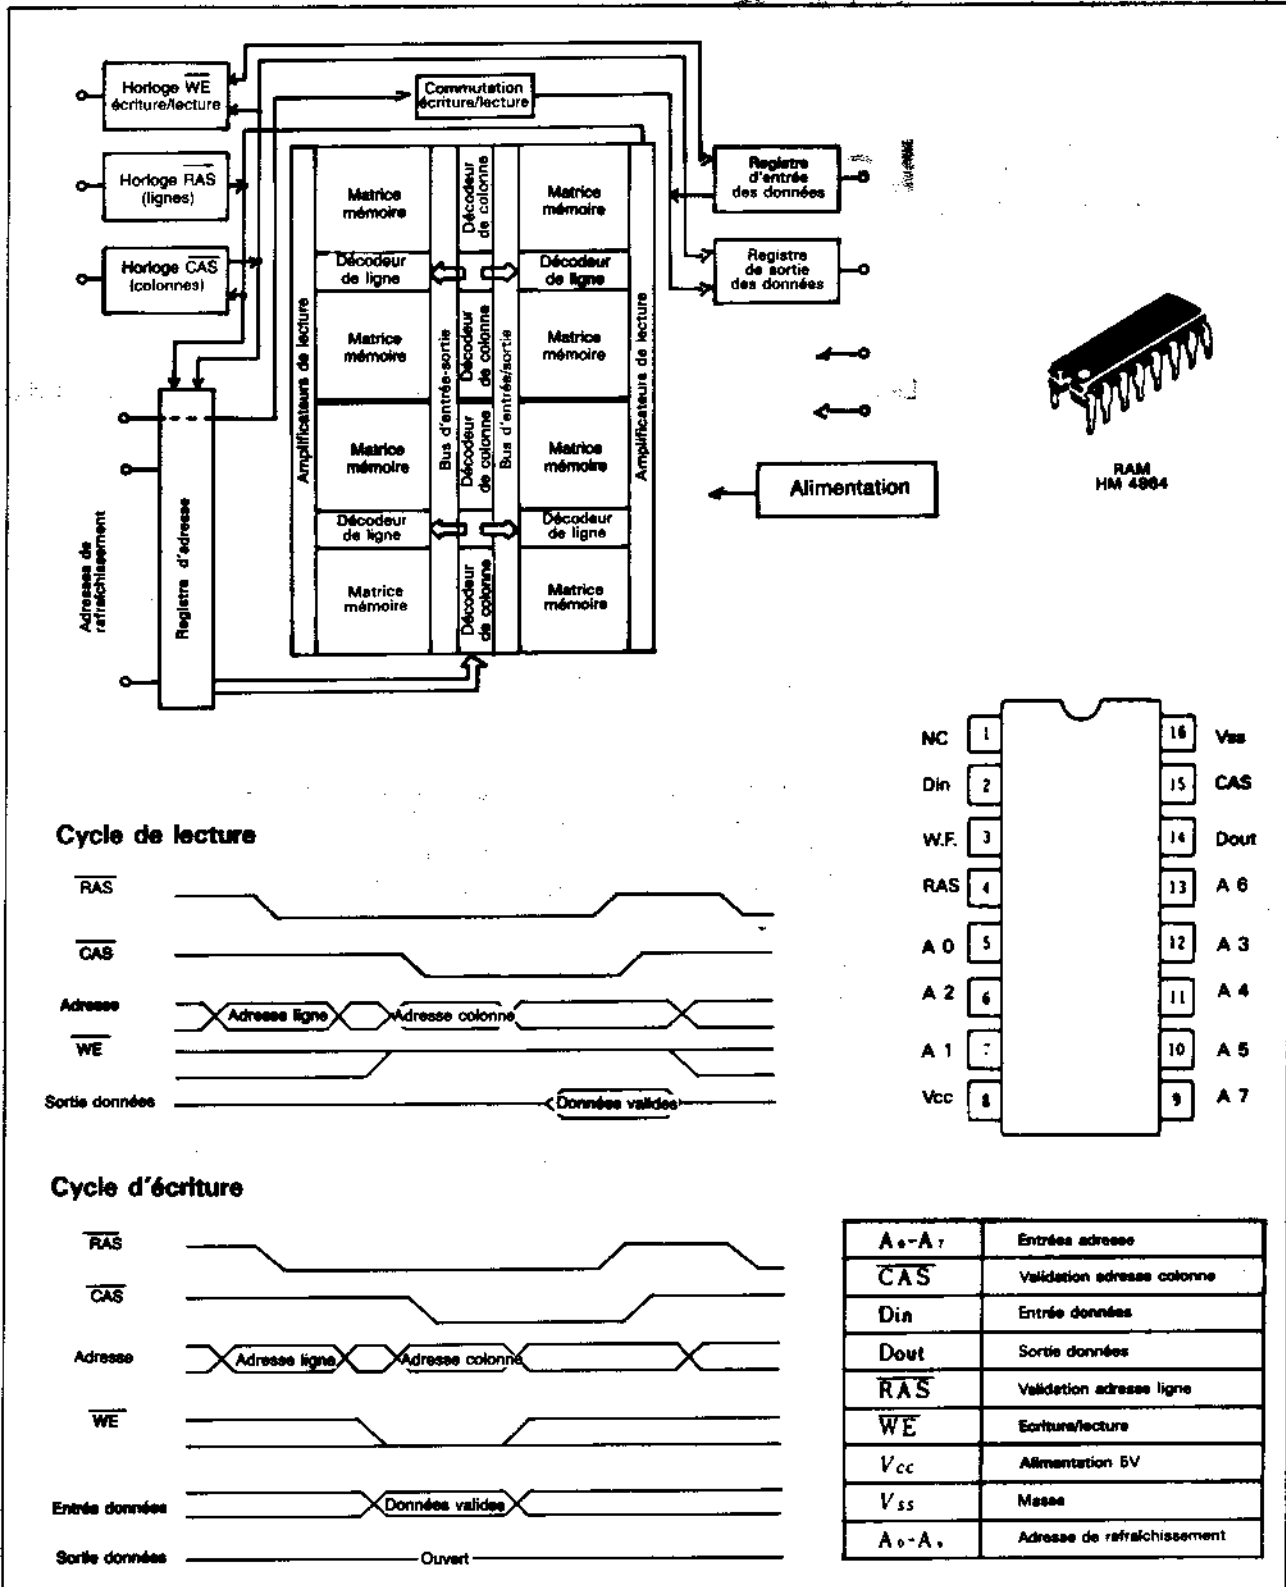 Horloge WE
écriture/lecture
Commutation
écriture/lecture
Horloge RAS
(lignes)
Horloge CAS
(colonnes)
Registre
d'entrée
des données
Registre
de sortie
des données
Amplificateurs de lecture
Matrice
mémoire
Décodeur
de ligne
Matrice
mémoire
Matrice
mémoire
Décodeur
de ligne
Matrice
mémoire
Bus d'entrée-sortie
Décodeur
de colonne
Décodeur
de colonne
Décodeur
de colonne
Décodeur
de colonne
Bus d'entrée/sortie
Matrice
mémoire
Décodeur
de ligne
Matrice
mémoire
Matrice
mémoire
Décodeur
de ligne
Matrice
mémoire
Amplificateurs de lecture
Adresses de
rafraîchissement
Registre d'adresse
Alimentation
RAM
HM 4864
NC 1 16 Vss
Din 2 15 CAS
W.F. 3 14 Dout
RAS 4 13 A 6
A 0 5 12 A 3
A 2 6 11 A 4
A 1 7 10 A 5
Vcc 8 9 A 7
Cycle de lecture
RAS
CAS
Adresse Adresse ligne Adresse colonne
WE
Sortie données Données valides
Cycle d'écriture
RAS
CAS
Adresse Adresse ligne Adresse colonne
WE
Entrée données Données valides
Sortie données Ouvert
A₀-A₇ Entrées adresse
CAS Validation adresse colonne
Din Entrée données
Dout Sortie données
RAS Validation adresse ligne
WE Ecriture/lecture
Vcc Alimentation 5V
Vss Masse
Adresse de rafraîchissement